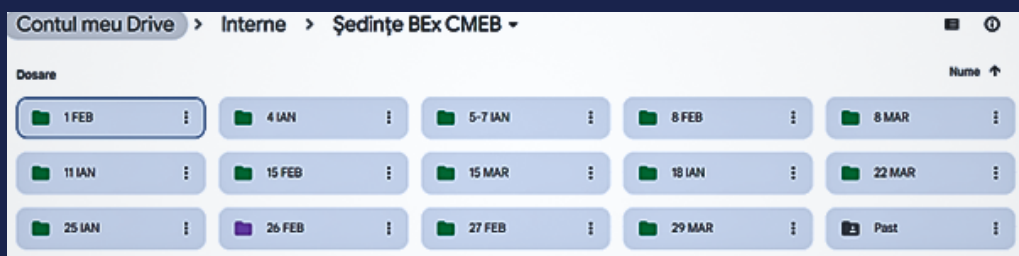 Contul meu Drive > Interne > Ședințe BEx CMEB
Dosare Nume ↑
1 FEB 4 IAN 5-7 IAN 8 FEB 8 MAR
11 IAN 15 FEB 15 MAR 18 IAN 22 MAR
25 IAN 26 FEB 27 FEB 29 MAR Past